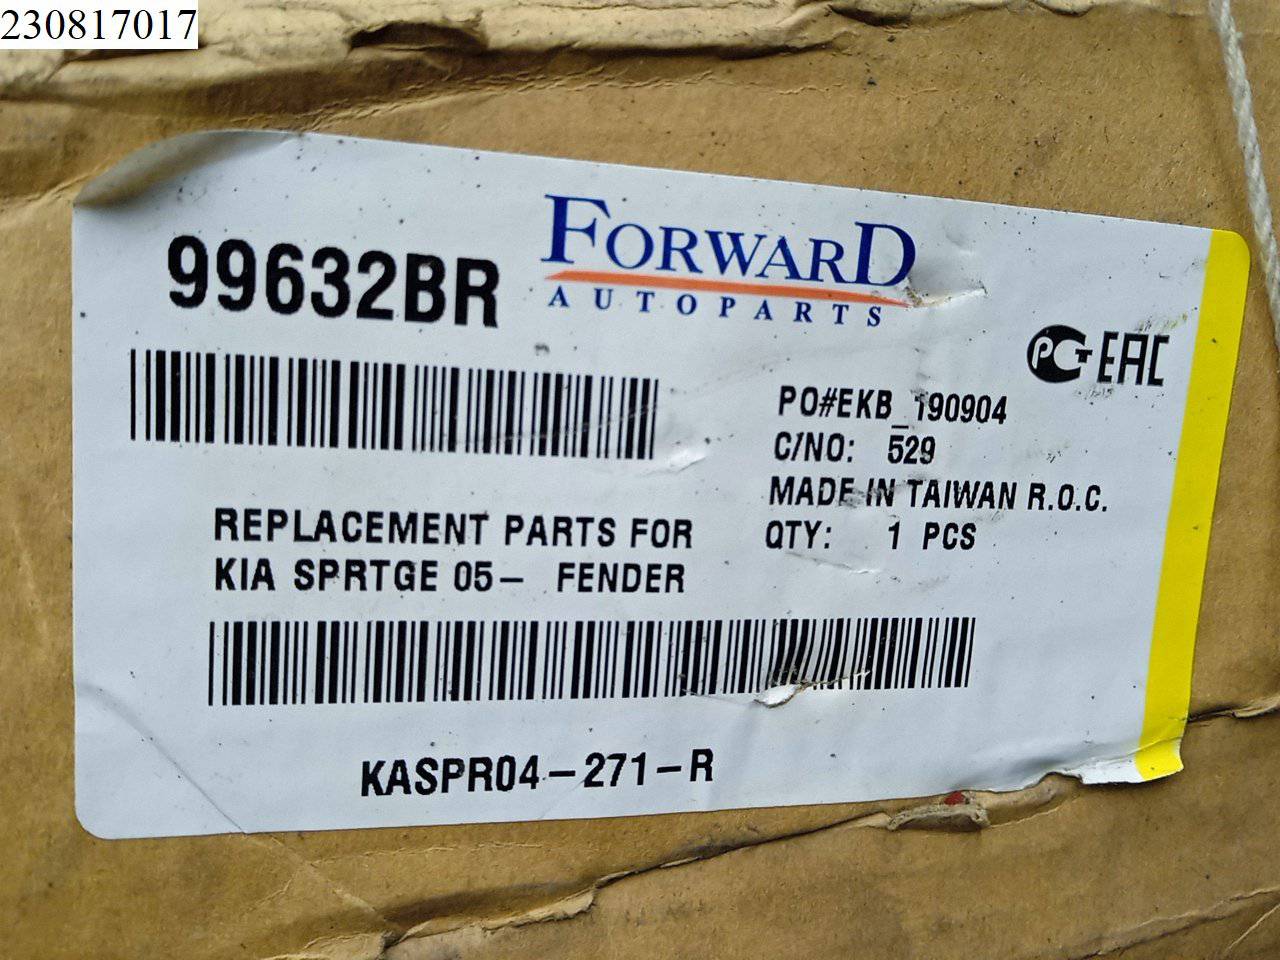 230817017
99632BR
FORWARD
AUTOPARTS
РСТ EAC
PO#EKB_190904
C/NO: 529
MADE IN TAIWAN R.O.C.
QTY: 1 PCS
REPLACEMENT PARTS FOR
KIA SPRTGE 05- FENDER
KASPR04-271-R